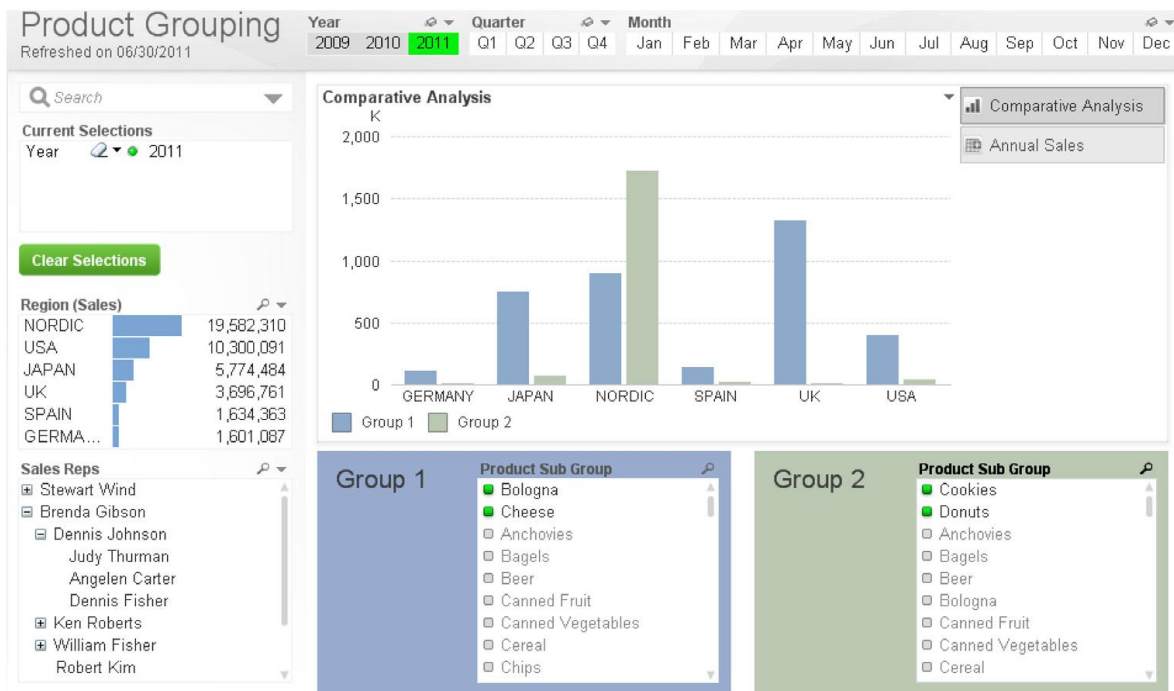 Product Grouping
Refreshed on 06/30/2011
Year
2009 2010 2011
Quarter
Q1 Q2 Q3 Q4
Month
Jan Feb Mar Apr May Jun Jul Aug Sep Oct Nov Dec
Search
Current Selections
Year 2011
Clear Selections
Region (Sales)
NORDIC 19,582,310
USA 10,300,091
JAPAN 5,774,484
UK 3,696,761
SPAIN 1,634,363
GERMA... 1,601,087
Sales Reps
Stewart Wind
Brenda Gibson
Dennis Johnson
Judy Thurman
Angelen Carter
Dennis Fisher
Ken Roberts
William Fisher
Robert Kim
Comparative Analysis
K
2,000
1,500
1,000
500
0
GERMANY JAPAN NORDIC SPAIN UK USA
Group 1 Group 2
Comparative Analysis
Annual Sales
Group 1
Product Sub Group
Bologna
Cheese
Anchovies
Bagels
Beer
Canned Fruit
Canned Vegetables
Cereal
Chips
Group 2
Product Sub Group
Cookies
Donuts
Anchovies
Bagels
Beer
Bologna
Canned Fruit
Canned Vegetables
Cereal